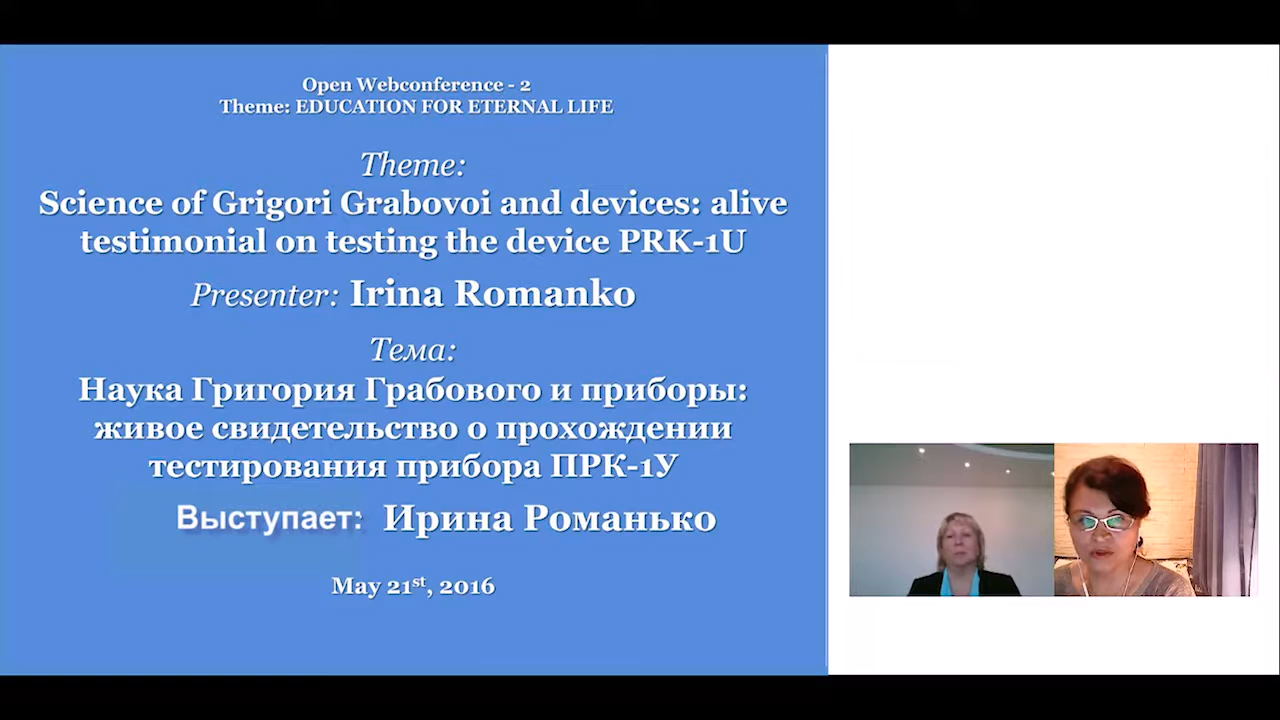 Open Webconference - 2
Theme: EDUCATION FOR ETERNAL LIFE
Theme:
Science of Grigori Grabovoi and devices: alive
testimonial on testing the device PRK-1U
Presenter: Irina Romanko
Тема:
Наука Григория Грабового и приборы:
живое свидетельство о прохождении
тестирования прибора ПРК-1У
Выступает: Ирина Романько
May 21st, 2016